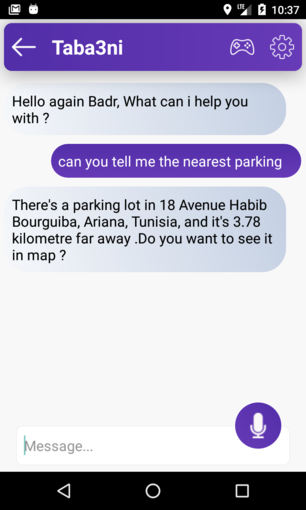 10:37
Taba3ni
Hello again Badr, What can i help you
with ?
can you tell me the nearest parking
There's a parking lot in 18 Avenue Habib
Bourguiba, Ariana, Tunisia, and it's 3.78
kilometre far away .Do you want to see it
in map ?
Message...